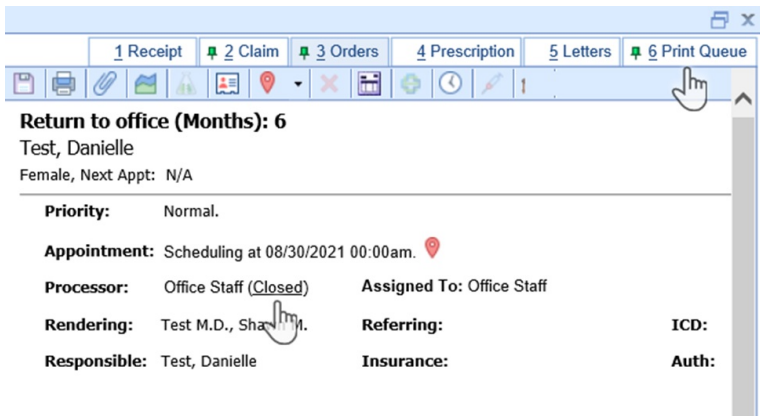 1 Receipt 2 Claim 3 Orders 4 Prescription 5 Letters 6 Print Queue
Return to office (Months): 6
Test, Danielle
Female, Next Appt: N/A
Priority: Normal.
Appointment: Scheduling at 08/30/2021 00:00am.
Processor: Office Staff (Closed) Assigned To: Office Staff
Rendering: Test M.D., M. Referring: ICD:
Responsible: Test, Danielle Insurance: Auth: